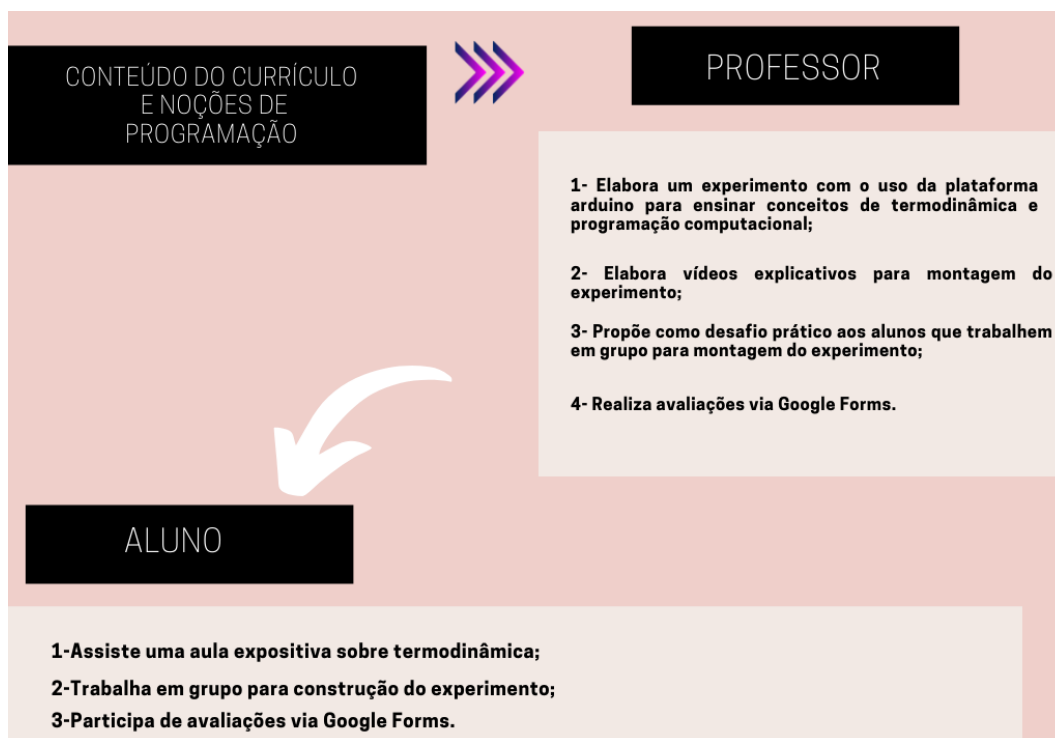 CONTEÚDO DO CURRÍCULO
E NOÇÕES DE
PROGRAMAÇÃO
PROFESSOR
1- Elabora um experimento com o uso da plataforma
arduino para ensinar conceitos de termodinâmica e
programação computacional;
2- Elabora vídeos explicativos para montagem do
experimento;
3- Propõe como desafio prático aos alunos que trabalhem
em grupo para montagem do experimento;
4- Realiza avaliações via Google Forms.
ALUNO
1-Assiste uma aula expositiva sobre termodinâmica;
2-Trabalha em grupo para construção do experimento;
3-Participa de avaliações via Google Forms.